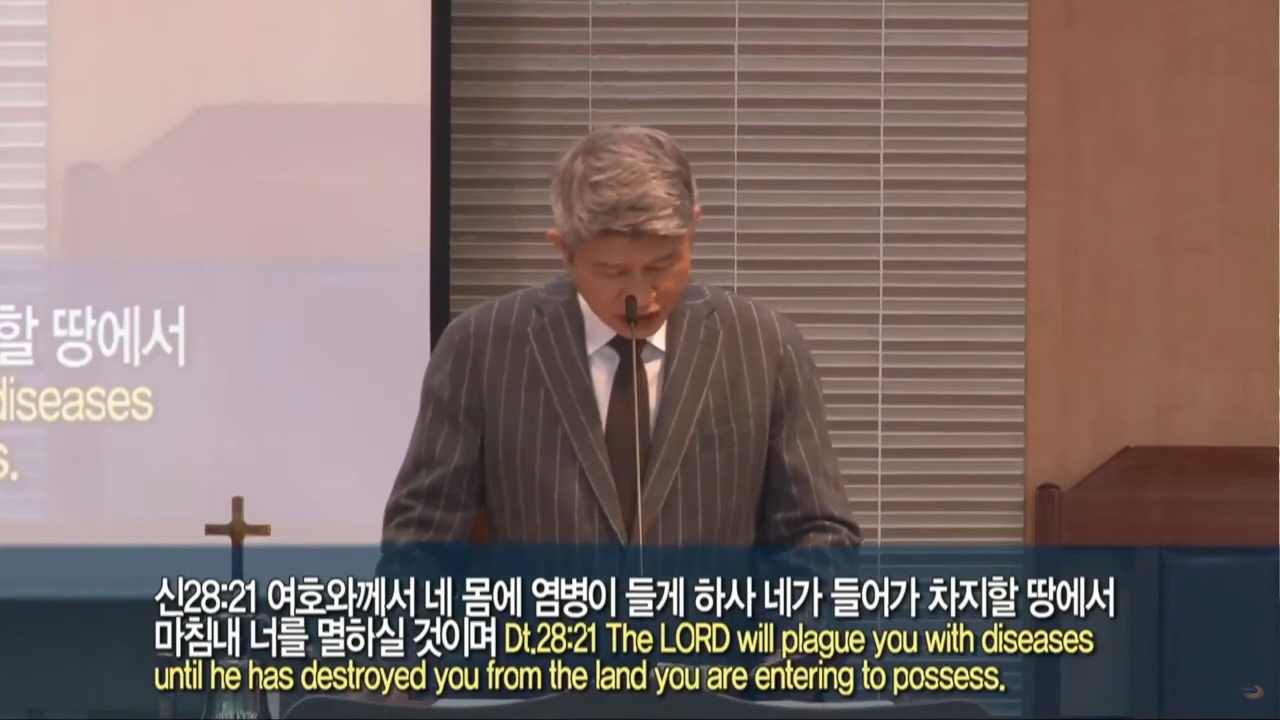 할 땅에서
diseases
s.
신28:21 여호와께서 네 몸에 염병이 들게 하사 네가 들어가 차지할 땅에서
마침내 너를 멸하실 것이며 Dt.28:21 The LORD will plague you with diseases
until he has destroyed you from the land you are entering to possess.